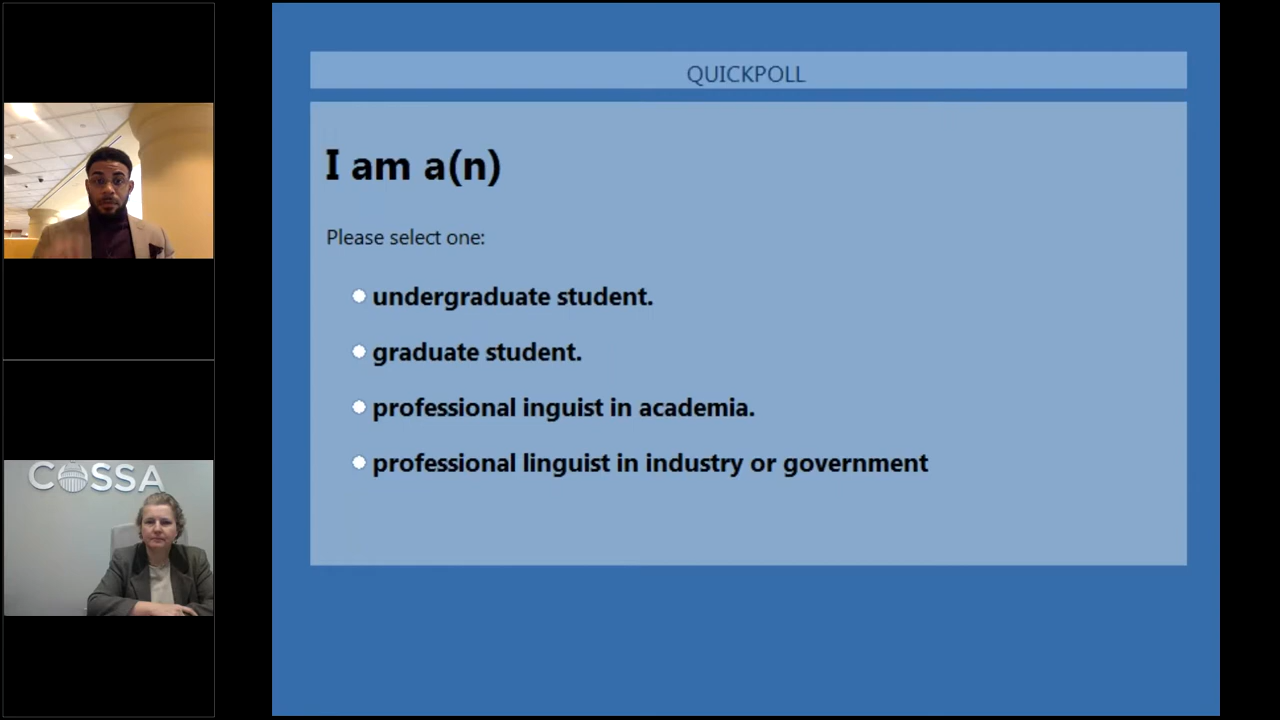 QUICKPOLL
I am a(n)
Please select one:
undergraduate student.
graduate student.
professional inguist in academia.
professional linguist in industry or government
COSSA